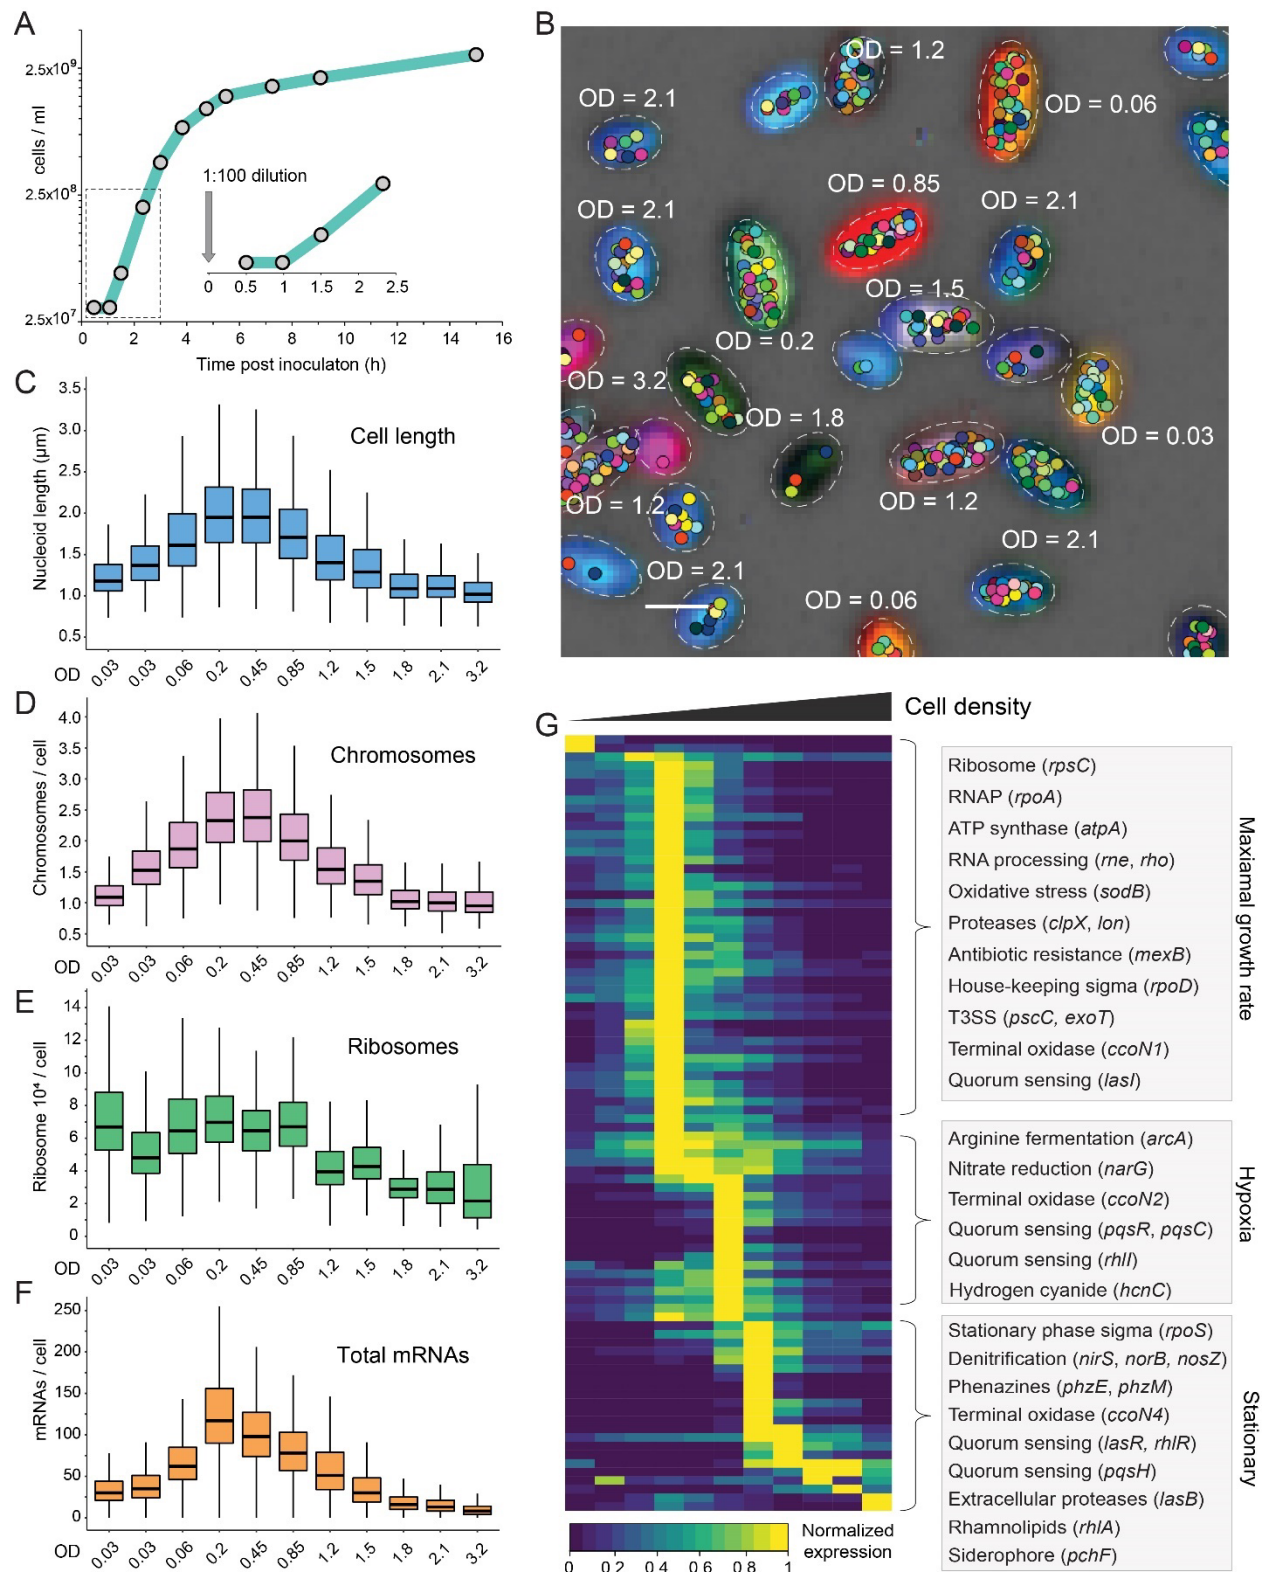 A
2.5x10⁹
2.5x10⁸
2.5x10⁷
cells / ml
1:100 dilution
0 0.5 1 1.5 2 2.5
0 2 4 6 8 10 12 14 16
Time post inoculaton (h)
B
OD = 1.2
OD = 2.1
OD = 0.06
OD = 0.85
OD = 2.1
OD = 2.1
OD = 1.5
OD = 0.2
OD = 3.2
OD = 1.8
OD = 0.03
OD = 1.2
OD = 1.2
OD = 2.1
OD = 2.1
OD = 0.06
C
Cell length
Nucleoid length (µm)
3.5
3.0
2.5
2.0
1.5
1.0
0.5
OD 0.03 0.03 0.06 0.2 0.45 0.85 1.2 1.5 1.8 2.1 3.2
D
Chromosomes
Chromosomes / cell
4.0
3.5
3.0
2.5
2.0
1.5
1.0
0.5
OD 0.03 0.03 0.06 0.2 0.45 0.85 1.2 1.5 1.8 2.1 3.2
E
Ribosomes
Ribosome 10⁴ / cell
14
12
10
8
6
4
2
0
OD 0.03 0.03 0.06 0.2 0.45 0.85 1.2 1.5 1.8 2.1 3.2
F
Total mRNAs
mRNAs / cell
250
200
150
100
50
0
OD 0.03 0.03 0.06 0.2 0.45 0.85 1.2 1.5 1.8 2.1 3.2
G
Cell density
Ribosome (rpsC)
RNAP (rpoA)
ATP synthase (atpA)
RNA processing (rne, rho)
Oxidative stress (sodB)
Proteases (clpX, lon)
Antibiotic resistance (mexB)
House-keeping sigma (rpoD)
T3SS (pscC, exoT)
Terminal oxidase (ccoN1)
Quorum sensing (lasI)
Maxiamal growth rate
Arginine fermentation (arcA)
Nitrate reduction (narG)
Terminal oxidase (ccoN2)
Quorum sensing (pqsR, pqsC)
Quorum sensing (rhlI)
Hydrogen cyanide (hcnC)
Hypoxia
Stationary phase sigma (rpoS)
Denitrification (nirS, norB, nosZ)
Phenazines (phzE, phzM)
Terminal oxidase (ccoN4)
Quorum sensing (lasR, rhlR)
Quorum sensing (pqsH)
Extracellular proteases (lasB)
Rhamnolipids (rhlA)
Siderophore (pchF)
Stationary
0 0.2 0.4 0.6 0.8 1
Normalized
expression